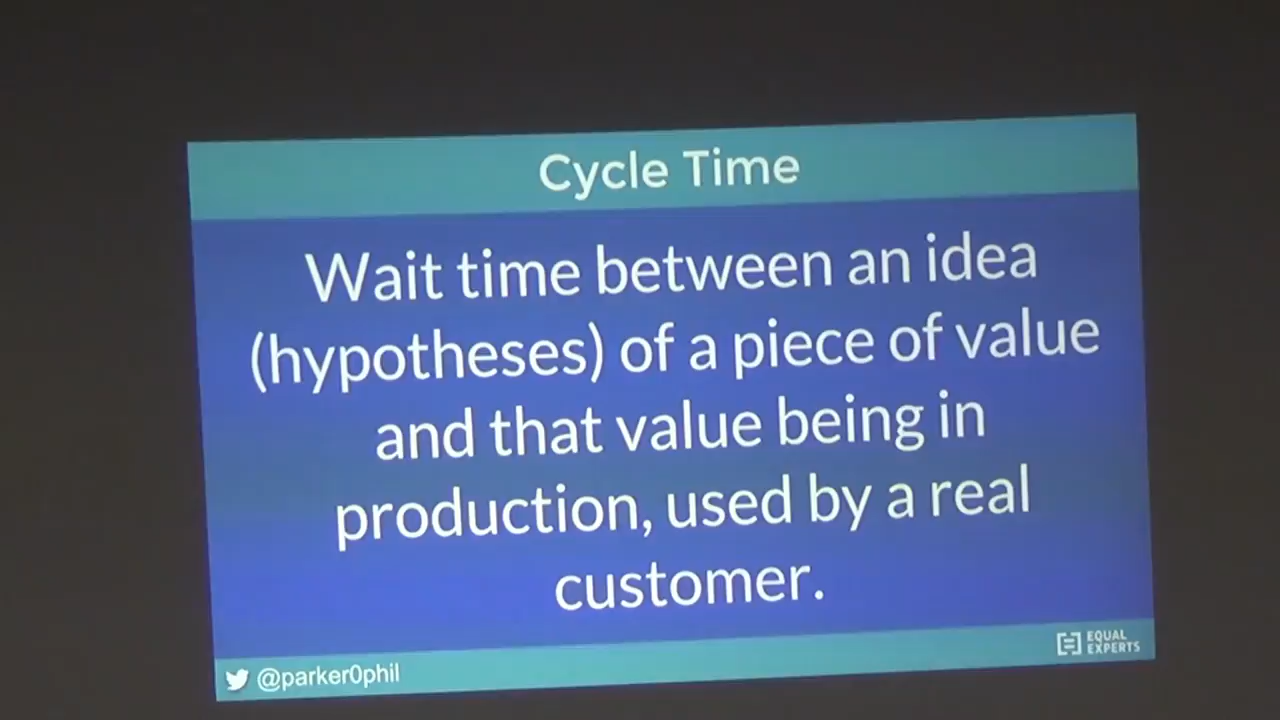 Cycle Time
Wait time between an idea
(hypotheses) of a piece of value
and that value being in
production, used by a real
customer.
@parker0phil
EQUAL
EXPERTS